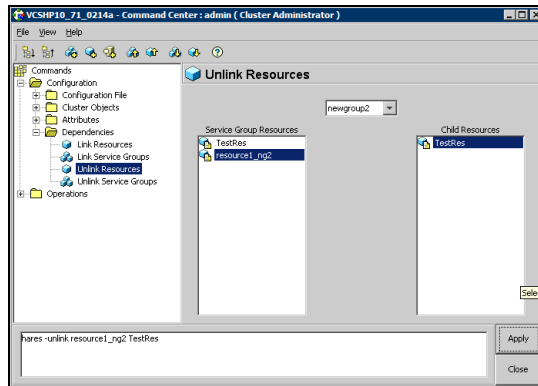 VCSHP10_71_0214a - Command Center : admin ( Cluster Administrator )
File View Help
Commands
Configuration
Configuration File
Cluster Objects
Attributes
Dependencies
Link Resources
Link Service Groups
Unlink Resources
Unlink Service Groups
Operations
Unlink Resources
newgroup2
Service Group Resources
TestRes
resource1_ng2
Child Resources
TestRes
Sele
hares -unlink resource1_ng2 TestRes
Apply
Close